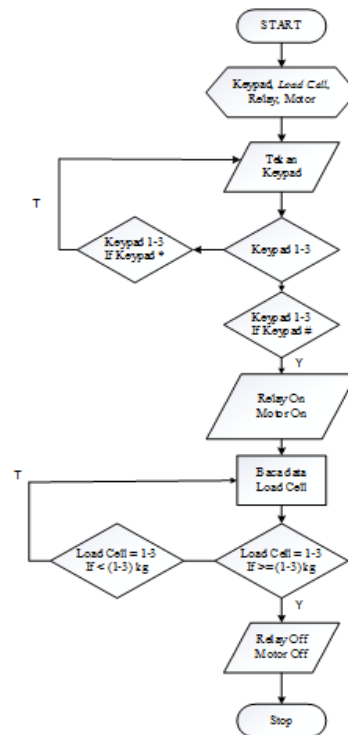 START
Keypad, Load Cell,
Relay, Motor
Tekan
Keypad
T
Keypad 1-3
If Keypad *
Keypad 1-3
Keypad 1-3
If Keypad #
Y
Relay On
Motor On
T
Baca data
Load Cell
Load Cell = 1-3
If < (1-3) kg
Load Cell = 1-3
If >= (1-3) kg
Y
Relay Off
Motor Off
Stop